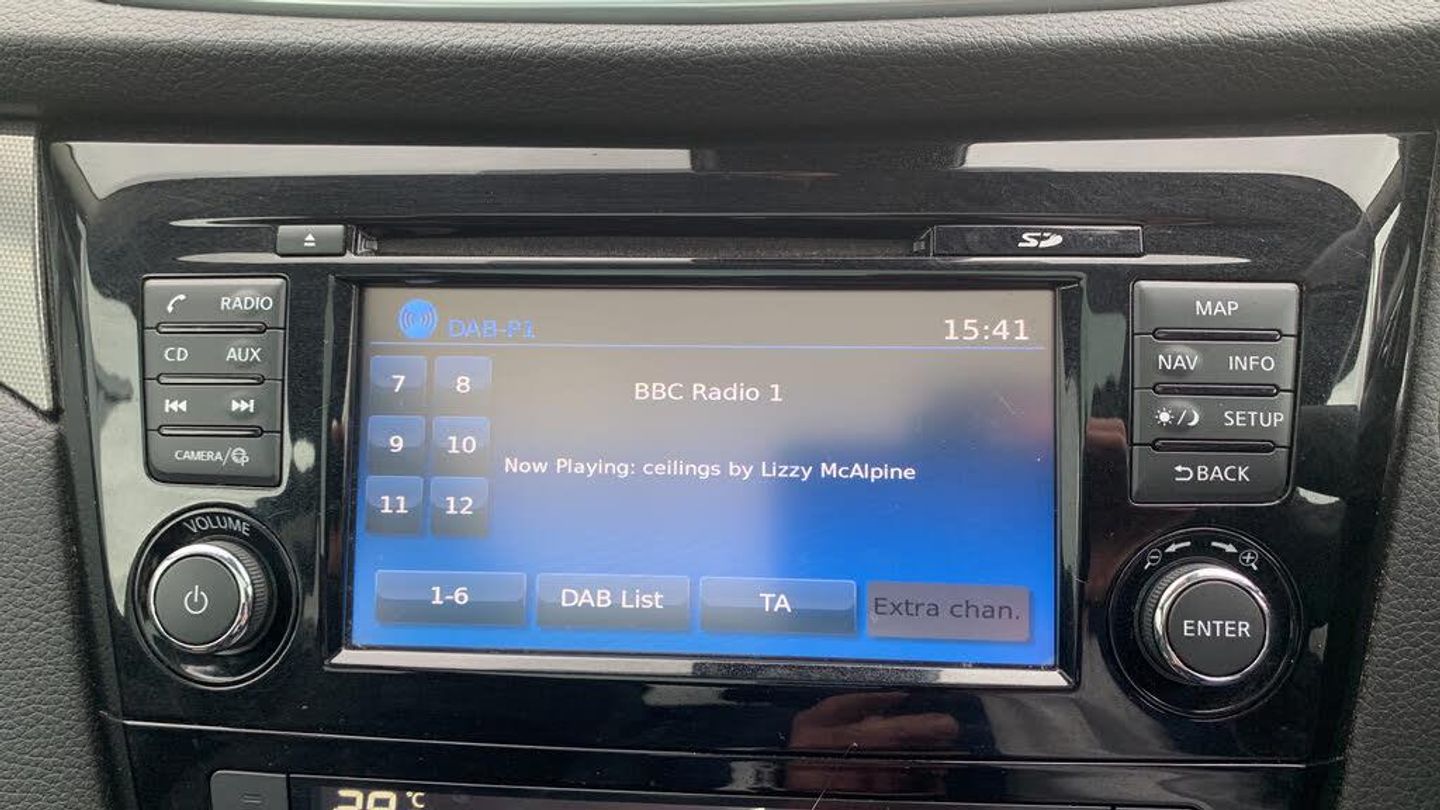 SD
RADIO
CD AUX
CAMERA/
VOLUME
DAB-P1
15:41
7 8
9 10
11 12
BBC Radio 1
Now Playing: ceilings by Lizzy McAlpine
1-6 DAB List TA Extra chan.
MAP
NAV INFO
SETUP
BACK
ENTER
°C